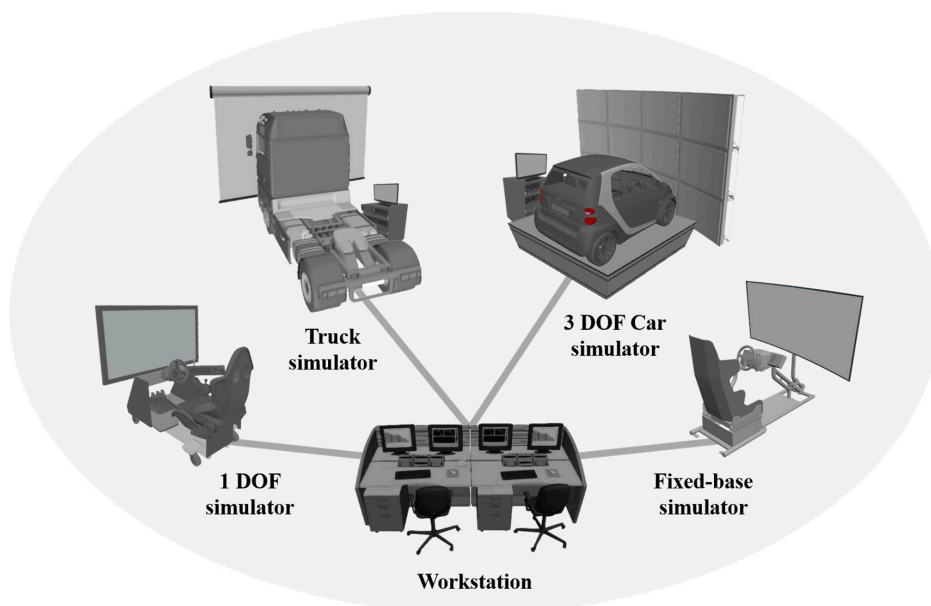 Truck
simulator
3 DOF Car
simulator
1 DOF
simulator
Fixed-base
simulator
Workstation